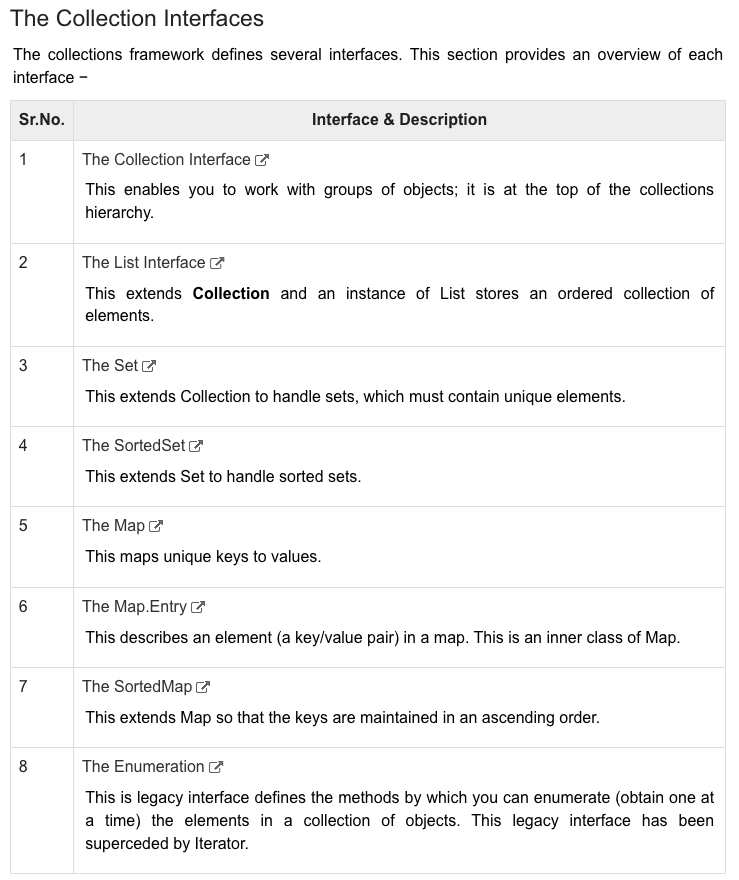 The Collection Interfaces
The collections framework defines several interfaces. This section provides an overview of each
interface −
Sr.No.
Interface & Description
1
The Collection Interface
This enables you to work with groups of objects; it is at the top of the collections
hierarchy.
2
The List Interface
This extends Collection and an instance of List stores an ordered collection of
elements.
3
The Set
This extends Collection to handle sets, which must contain unique elements.
4
The SortedSet
This extends Set to handle sorted sets.
5
The Map
This maps unique keys to values.
6
The Map.Entry
This describes an element (a key/value pair) in a map. This is an inner class of Map.
7
The SortedMap
This extends Map so that the keys are maintained in an ascending order.
8
The Enumeration
This is legacy interface defines the methods by which you can enumerate (obtain one at
a time) the elements in a collection of objects. This legacy interface has been
superceded by Iterator.